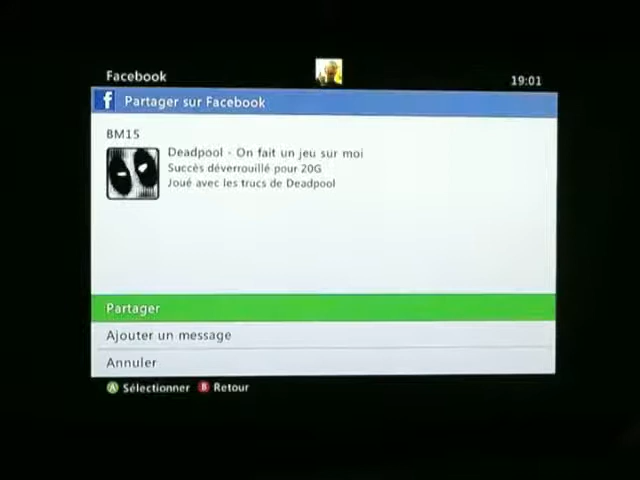 Facebook
19:01
f Partager sur Facebook
BM15
Deadpool - On fait un jeu sur moi
Succès déverrouillé pour 20G
Joué avec les trucs de Deadpool
Partager
Ajouter un message
Annuler
A Sélectionner B Retour